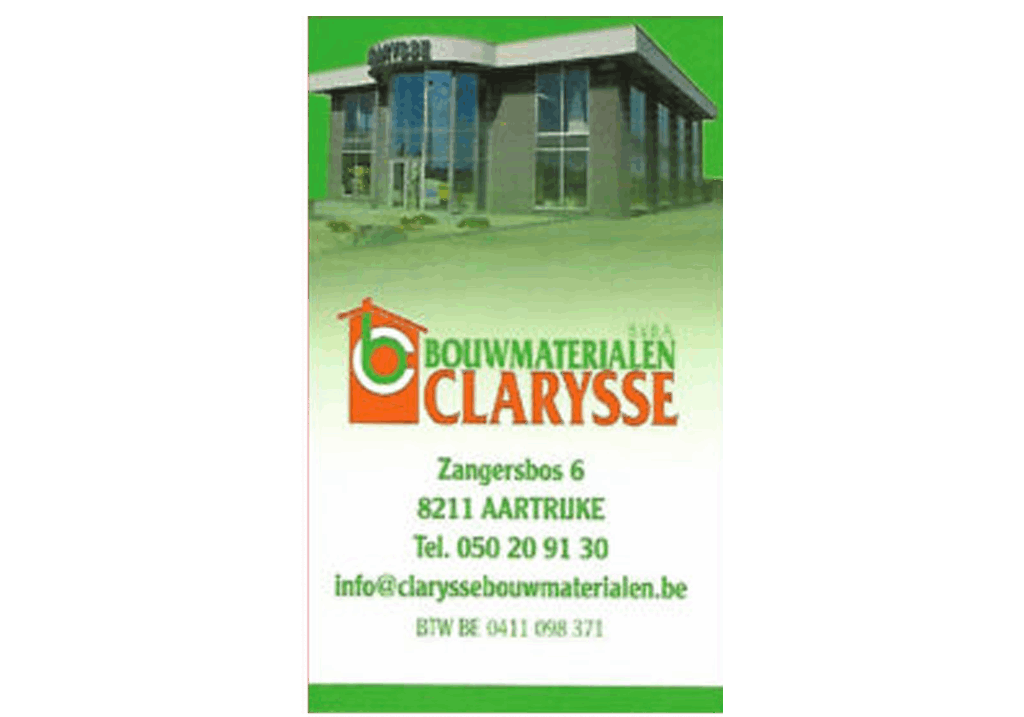 CLARYSSE
BVBA
BOUWMATERIALEN
CLARYSSE
Zangersbos 6
8211 AARTRIJKE
Tel. 050 20 91 30
info@claryssebouwmaterialen.be
BTW BE 0411 098 371